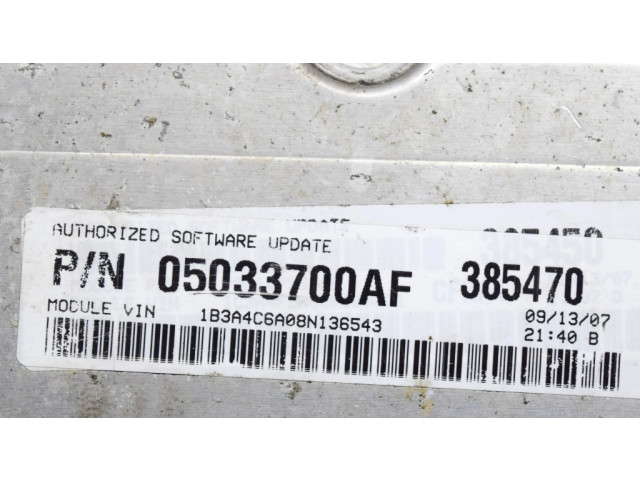 AUTHORIZED SOFTWARE UPDATE
P/N 05033700AF 385470
MODULE VIN 1B3A4C6A08N136543 09/13/07
21:40 B